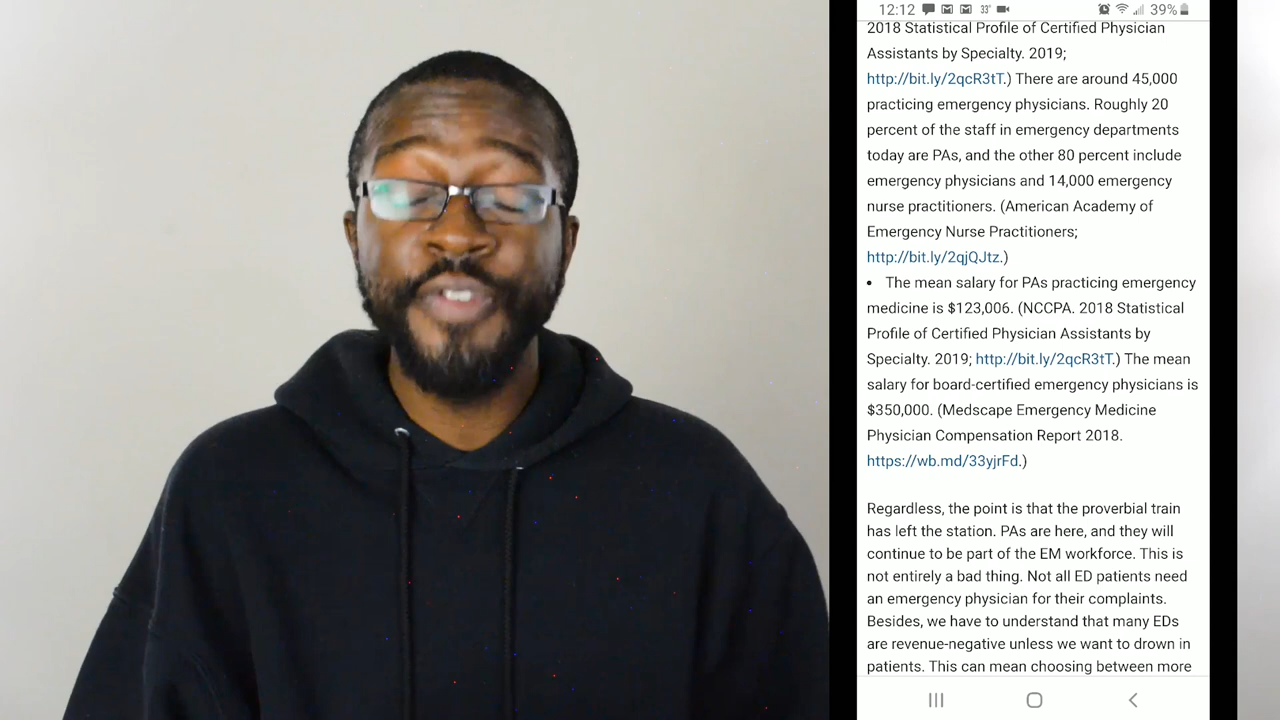 12:12 33° 39%
2018 Statistical Profile of Certified Physician
Assistants by Specialty. 2019;
http://bit.ly/2qcR3tT.) There are around 45,000
practicing emergency physicians. Roughly 20
percent of the staff in emergency departments
today are PAs, and the other 80 percent include
emergency physicians and 14,000 emergency
nurse practitioners. (American Academy of
Emergency Nurse Practitioners;
http://bit.ly/2qjQJtz.)
• The mean salary for PAs practicing emergency
medicine is $123,006. (NCCPA. 2018 Statistical
Profile of Certified Physician Assistants by
Specialty. 2019; http://bit.ly/2qcR3tT.) The mean
salary for board-certified emergency physicians is
$350,000. (Medscape Emergency Medicine
Physician Compensation Report 2018.
https://wb.md/33yjrFd.)
Regardless, the point is that the proverbial train
has left the station. PAs are here, and they will
continue to be part of the EM workforce. This is
not entirely a bad thing. Not all ED patients need
an emergency physician for their complaints.
Besides, we have to understand that many EDs
are revenue-negative unless we want to drown in
patients. This can mean choosing between more